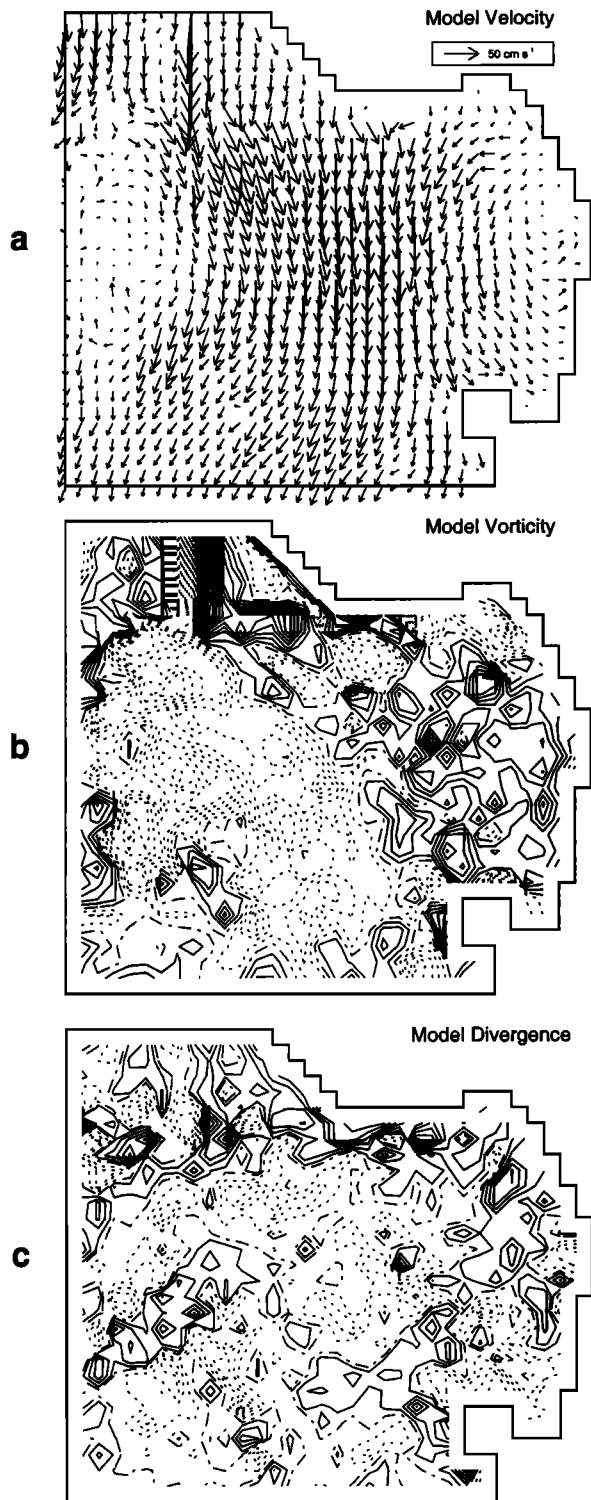 Model Velocity
50 cm s⁻¹
a
Model Vorticity
b
Model Divergence
c